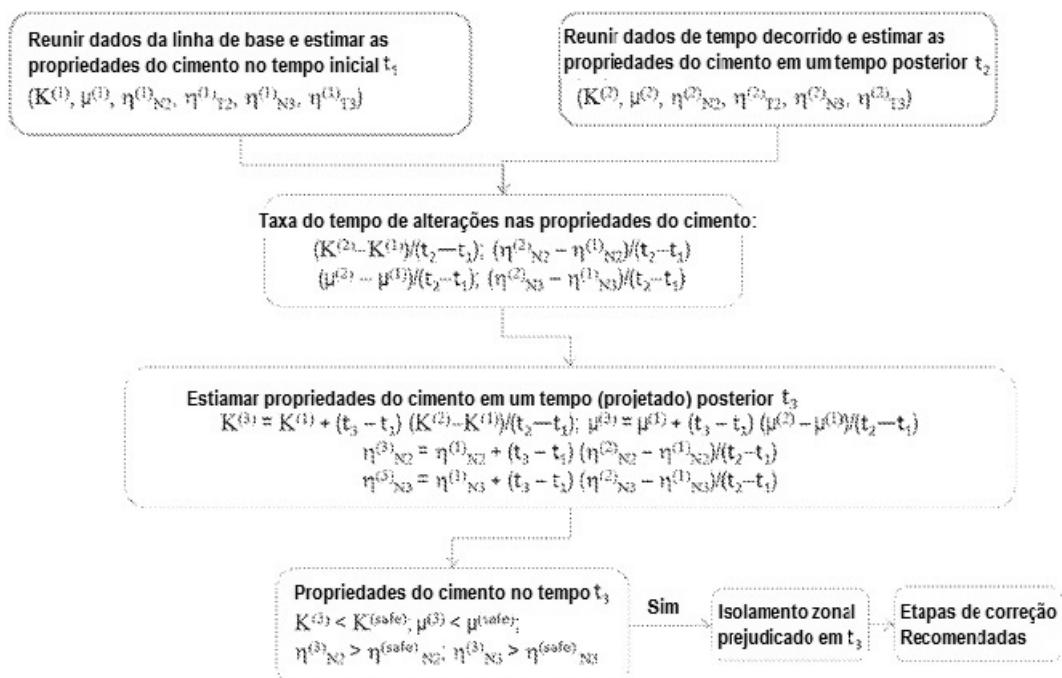 Reunir dados da linha de base e estimar as
propriedades do cimento no tempo inicial t₁
(K⁽¹⁾, μ⁽¹⁾, η⁽¹⁾N2, η⁽¹⁾T2, η⁽¹⁾N3, η⁽¹⁾T3)
Reunir dados de tempo decorrido e estimar as
propriedades do cimento em um tempo posterior t₂
(K⁽²⁾, μ⁽²⁾, η⁽²⁾N2, η⁽²⁾T2, η⁽²⁾N3, η⁽²⁾T3)
Taxa do tempo de alterações nas propriedades do cimento:
(K⁽²⁾–K⁽¹⁾)/(t₂–t₁); (η⁽²⁾N2 – η⁽¹⁾N2)/(t₂–t₁)
(μ⁽²⁾ – μ⁽¹⁾)/(t₂–t₁); (η⁽²⁾N3 – η⁽¹⁾N3)/(t₂–t₁)
Estiamar propriedades do cimento em um tempo (projetado) posterior t₃
K⁽³⁾ = K⁽¹⁾ + (t₃ – t₁) (K⁽²⁾–K⁽¹⁾)/(t₂–t₁); μ⁽³⁾ = μ⁽¹⁾ + (t₃ – t₁) (μ⁽²⁾ – μ⁽¹⁾)/(t₂–t₁)
η⁽³⁾N2 = η⁽¹⁾N2 + (t₃ – t₁) (η⁽²⁾N2 – η⁽¹⁾N2)/(t₂–t₁)
η⁽³⁾N3 = η⁽¹⁾N3 + (t₃ – t₁) (η⁽²⁾N3 – η⁽¹⁾N3)/(t₂–t₁)
Propriedades do cimento no tempo t₃
K⁽³⁾ < K⁽safe⁾; μ⁽³⁾ < μ⁽safe⁾;
η⁽³⁾N2 > η⁽safe⁾N2; η⁽³⁾N3 > η⁽safe⁾N3
Sim
Isolamento zonal
prejudicado em t₃
Etapas de correção
Recomendadas